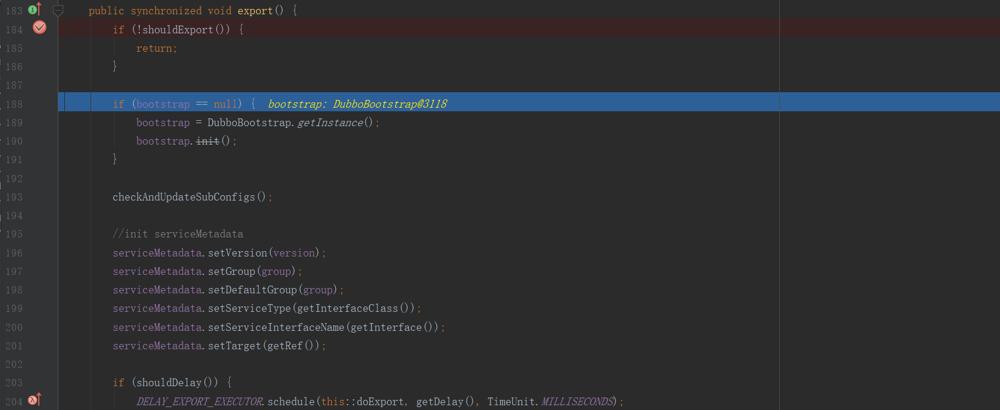 183 public synchronized void export() {
184 if (!shouldExport()) {
185 return;
186 }
187
188 if (bootstrap == null) { bootstrap: DubboBootstrap@3118
189 bootstrap = DubboBootstrap.getInstance();
190 bootstrap.init();
191 }
192
193 checkAndUpdateSubConfigs();
194
195 //init serviceMetadata
196 serviceMetadata.setVersion(version);
197 serviceMetadata.setGroup(group);
198 serviceMetadata.setDefaultGroup(group);
199 serviceMetadata.setServiceType(getInterfaceClass());
200 serviceMetadata.setServiceInterfaceName(getInterface());
201 serviceMetadata.setTarget(getRef());
202
203 if (shouldDelay()) {
204 DELAY_EXPORT_EXECUTOR.schedule(this::doExport, getDelay(), TimeUnit.MILLISECONDS);